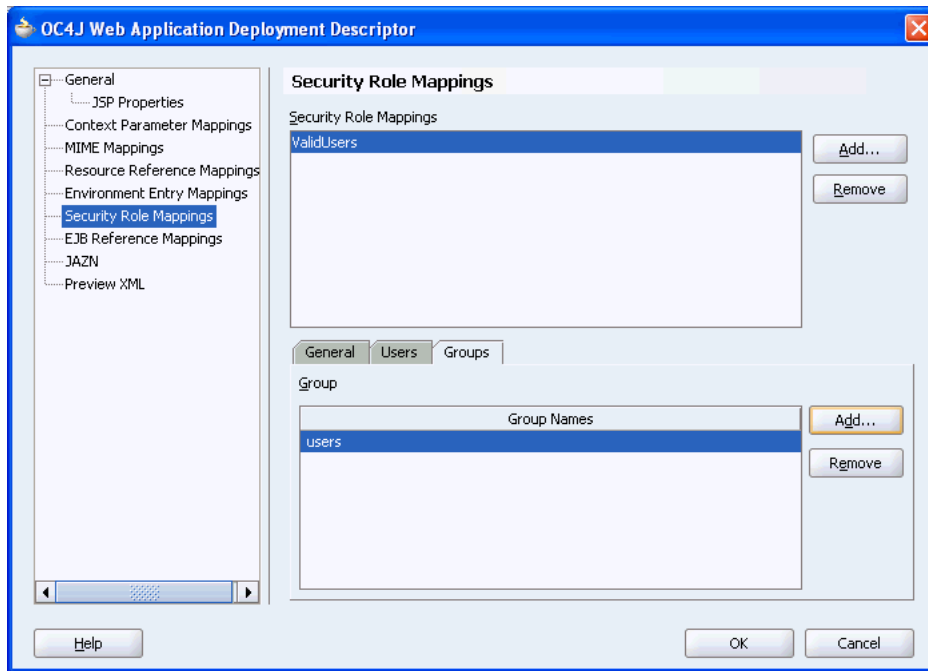 OC4J Web Application Deployment Descriptor
General
JSP Properties
Context Parameter Mappings
MIME Mappings
Resource Reference Mappings
Environment Entry Mappings
Security Role Mappings
EJB Reference Mappings
JAZN
Preview XML
Security Role Mappings
Security Role Mappings
ValidUsers
Add...
Remove
General Users Groups
Group
Group Names
users
Add...
Remove
Help
OK
Cancel